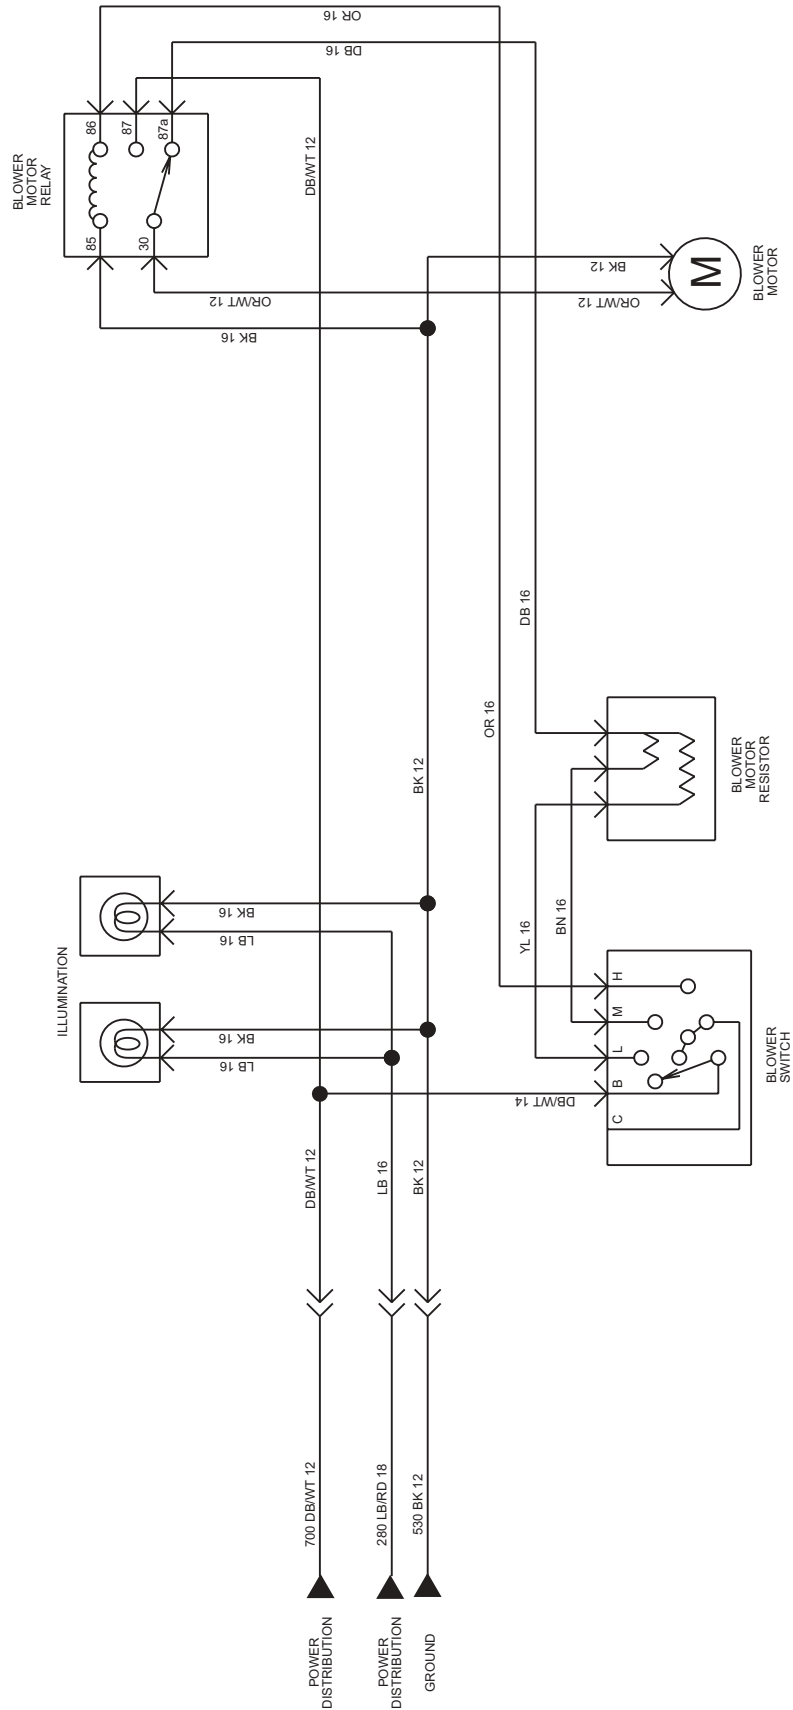 OR 16
DB 16
BLOWER
MOTOR
RELAY
86
87
87a
85
30
DB/WT 12
OR/WT 12
BK 16
BK 12
OR/WT 12
M
BLOWER
MOTOR
DB 16
OR 16
BK 12
BLOWER
MOTOR
RESISTOR
ILLUMINATION
BK 16
LB 16
BK 16
LB 16
YL 16
BN 16
H
M
L
B
C
BLOWER
SWITCH
DB/WT 14
DB/WT 12
LB 16
BK 12
700 DB/WT 12
280 LB/RD 18
530 BK 12
POWER
DISTRIBUTION
POWER
DISTRIBUTION
GROUND